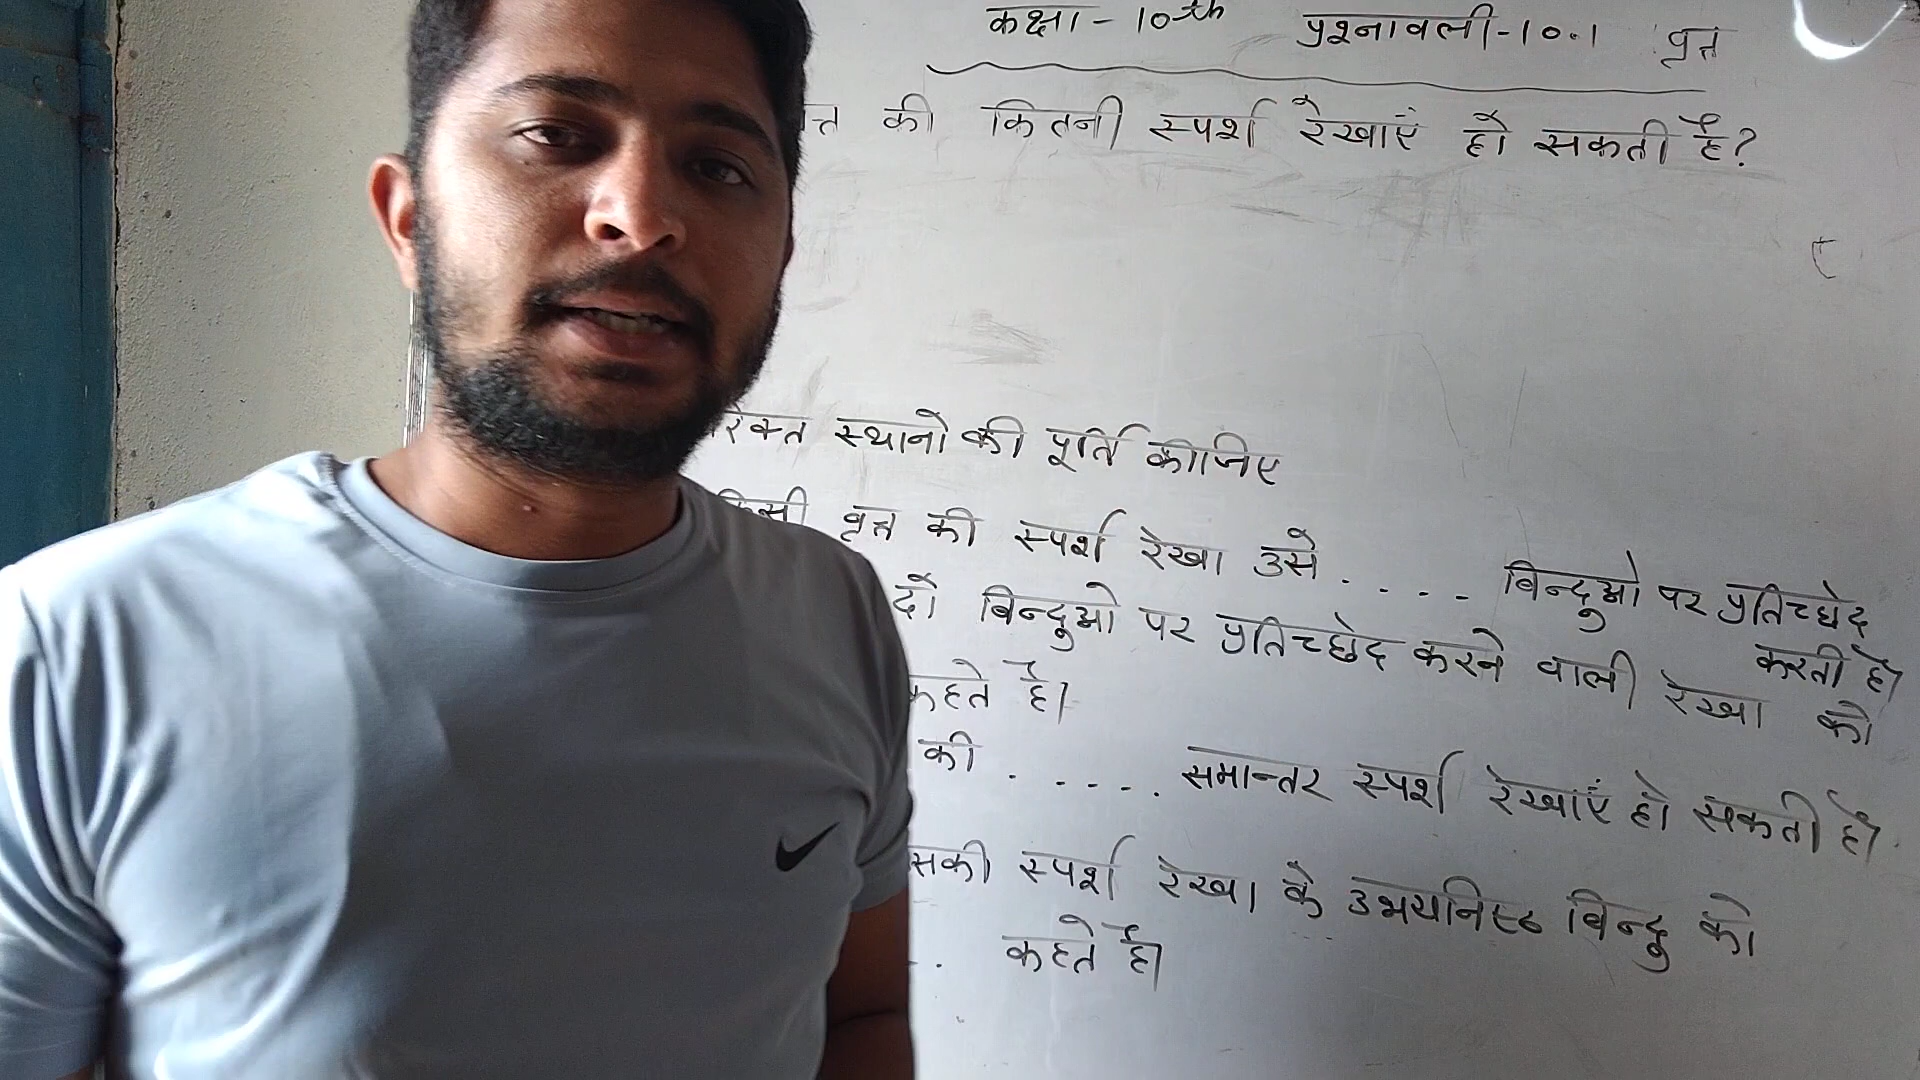 कक्षा - 10th प्रश्नावली-10.1 वृत्त
की कितनी स्पर्श रेखाएं हो सकती है?
स्थानो की पूर्ति कीजिए
वृत्त की स्पर्श रेखा उसे . . . . बिन्दुओ पर प्रतिच्छेद
करती है।
दो बिन्दुओ पर प्रतिच्छेद करने वाली रेखा को
कहते है।
की . . . . . . समान्तर स्पर्श रेखाएं हो सकती है।
स्पर्श रेखा के उभयनिष्ठ बिन्दु को
. कहते है।